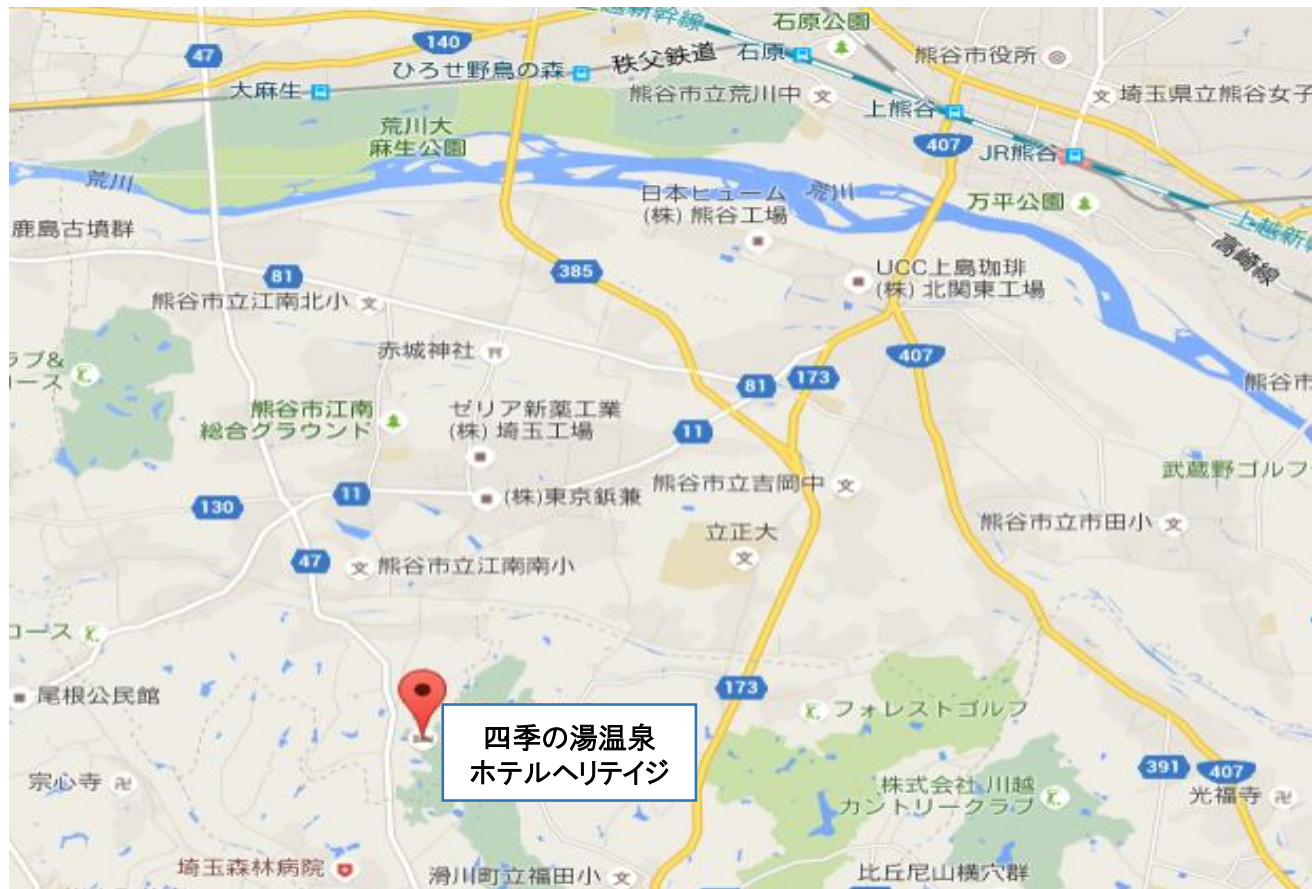 上越新幹線
石原公園
140
47
秩父鉄道
石原
熊谷市役所
ひろせ野鳥の森
大麻生
熊谷市立荒川中
埼玉県立熊谷女子
上熊谷
荒川大
麻生公園
407
JR熊谷
荒川
日本ヒューム
(株) 熊谷工場
荒川
万平公園
鹿島古墳群
上越新
高崎線
81
385
UCC上島珈琲
(株) 北関東工場
熊谷市立江南北小
赤城神社
407
ラブ&
ース
81
173
熊谷市
熊谷市江南
総合グラウンド
ゼリア新薬工業
(株) 埼玉工場
11
武蔵野ゴルフ
11
130
(株)東京鋲兼
熊谷市立吉岡中
立正大
熊谷市立市田小
47
熊谷市立江南南小
コース
尾根公民館
173
フォレストゴルフ
四季の湯温泉
ホテルヘリテイジ
宗心寺
391
407
株式会社 川越
カントリークラブ
光福寺
埼玉森林病院
滑川町立福田小
比丘尼山横穴群